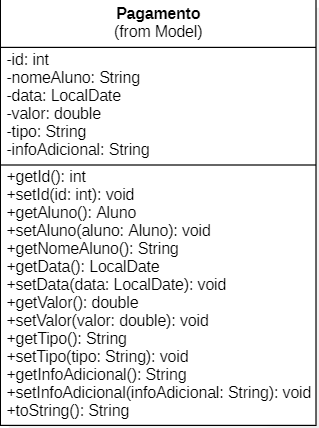 Pagamento
(from Model)
-id: int
-nomeAluno: String
-data: LocalDate
-valor: double
-tipo: String
-infoAdicional: String
+getId(): int
+setId(id: int): void
+getAluno(): Aluno
+setAluno(aluno: Aluno): void
+getNomeAluno(): String
+getData(): LocalDate
+setData(data: LocalDate): void
+getValor(): double
+setValor(valor: double): void
+getTipo(): String
+setTipo(tipo: String): void
+getInfoAdicional(): String
+setInfoAdicional(infoAdicional: String): void
+toString(): String